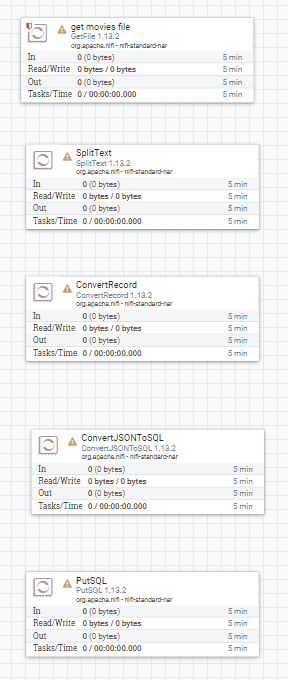 get movies file
GetFile 1.13.2
org.apache.nifi - nifi-standard-nar
In 0 (0 bytes) 5 min
Read/Write 0 bytes / 0 bytes 5 min
Out 0 (0 bytes) 5 min
Tasks/Time 0 / 00:00:00.000 5 min
SplitText
SplitText 1.13.2
org.apache.nifi - nifi-standard-nar
In 0 (0 bytes) 5 min
Read/Write 0 bytes / 0 bytes 5 min
Out 0 (0 bytes) 5 min
Tasks/Time 0 / 00:00:00.000 5 min
ConvertRecord
ConvertRecord 1.13.2
org.apache.nifi - nifi-standard-nar
In 0 (0 bytes) 5 min
Read/Write 0 bytes / 0 bytes 5 min
Out 0 (0 bytes) 5 min
Tasks/Time 0 / 00:00:00.000 5 min
ConvertJSONToSQL
ConvertJSONToSQL 1.13.2
org.apache.nifi - nifi-standard-nar
In 0 (0 bytes) 5 min
Read/Write 0 bytes / 0 bytes 5 min
Out 0 (0 bytes) 5 min
Tasks/Time 0 / 00:00:00.000 5 min
PutSQL
PutSQL 1.13.2
org.apache.nifi - nifi-standard-nar
In 0 (0 bytes) 5 min
Read/Write 0 bytes / 0 bytes 5 min
Out 0 (0 bytes) 5 min
Tasks/Time 0 / 00:00:00.000 5 min